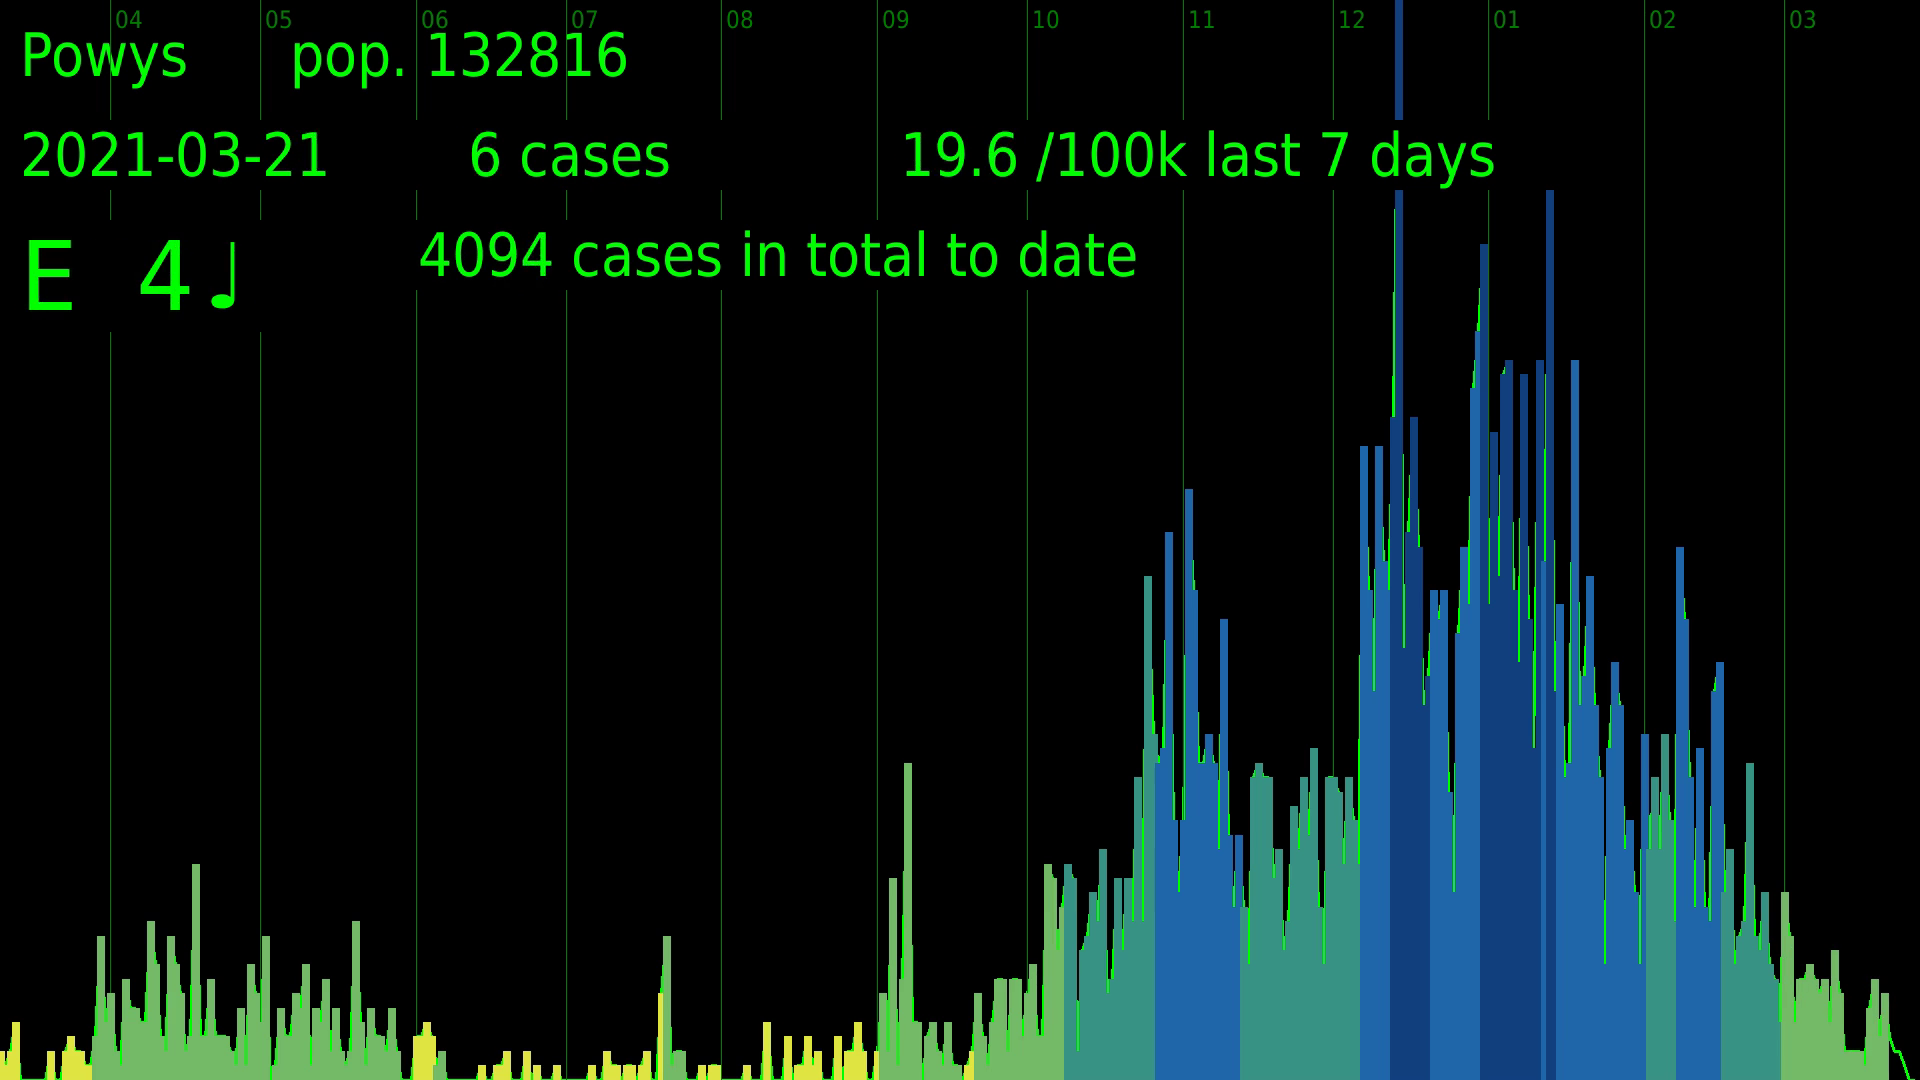 04 05 06 07 08 09 10 11 12 01 02 03
Powys pop. 132816
2021-03-21 6 cases 19.6 /100k last 7 days
E 4♩ 4094 cases in total to date